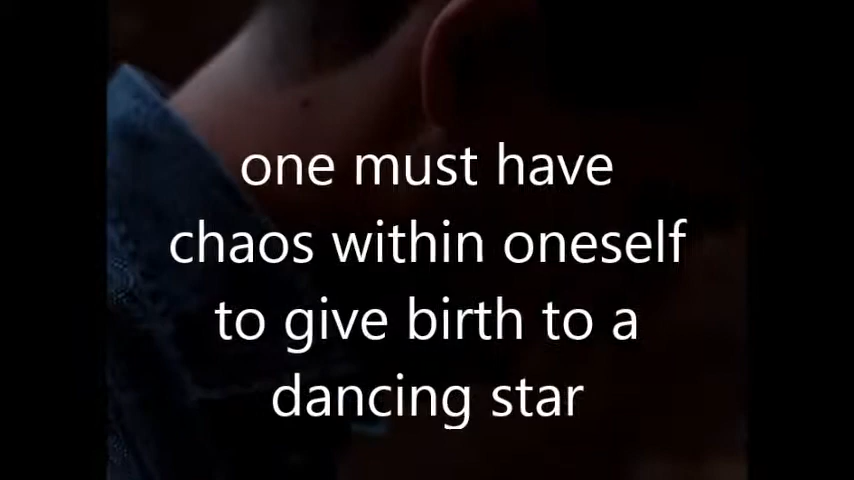 one must have
chaos within oneself
to give birth to a
dancing star